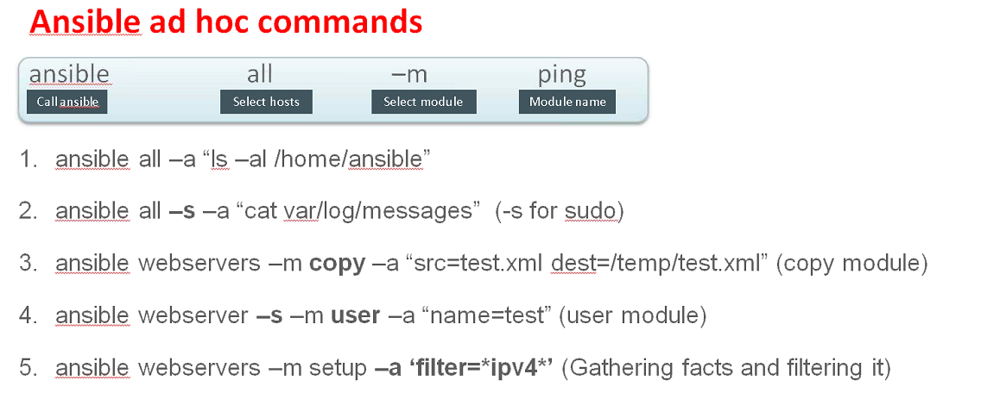 Ansible ad hoc commands
ansible all –m ping
Call ansible Select hosts Select module Module name
1. ansible all –a “ls –al /home/ansible”
2. ansible all –s –a “cat var/log/messages” (-s for sudo)
3. ansible webservers –m copy –a “src=test.xml dest=/temp/test.xml” (copy module)
4. ansible webserver –s –m user –a “name=test” (user module)
5. ansible webservers –m setup –a ‘filter=*ipv4*’ (Gathering facts and filtering it)